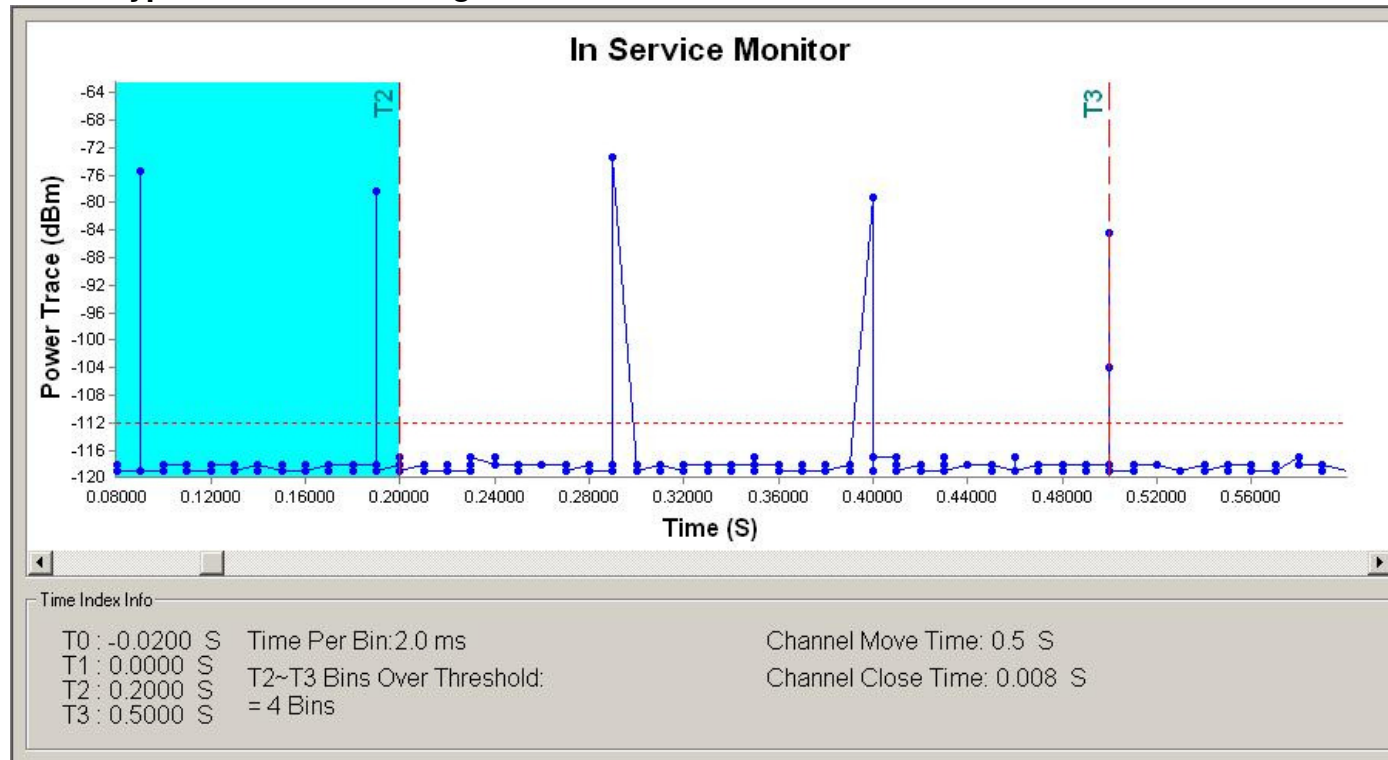 In Service Monitor
T2
T3
Power Trace (dBm)
-64
-68
-72
-76
-80
-84
-88
-92
-96
-100
-104
-108
-112
-116
-120
0.08000 0.12000 0.16000 0.20000 0.24000 0.28000 0.32000 0.36000 0.40000 0.44000 0.48000 0.52000 0.56000
Time (S)
Time Index Info
T0 : -0.0200 S
T1 : 0.0000 S
T2 : 0.2000 S
T3 : 0.5000 S
Time Per Bin:2.0 ms
T2~T3 Bins Over Threshold:
= 4 Bins
Channel Move Time: 0.5 S
Channel Close Time: 0.008 S